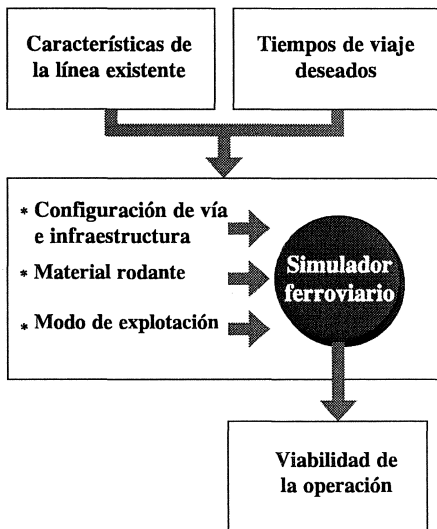 Características de
la línea existente
Tiempos de viaje
deseados
* Configuración de vía
e infraestructura
* Material rodante
* Modo de explotación
Simulador
ferroviario
Viabilidad de
la operación